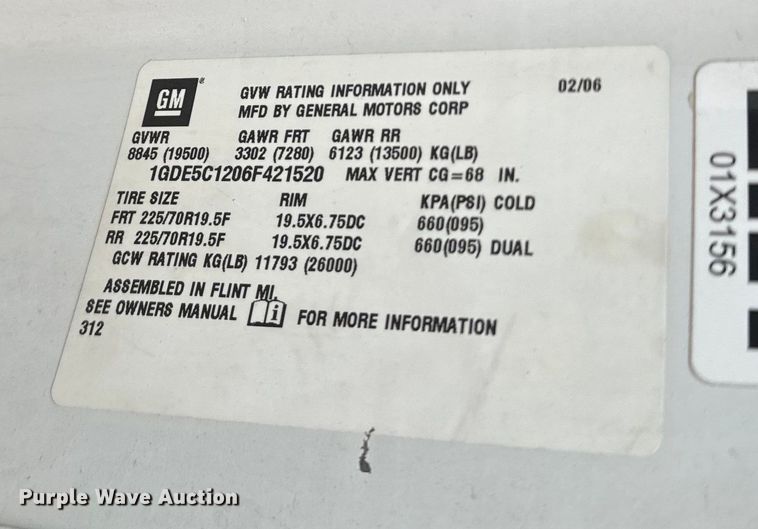 GM®
GVW RATING INFORMATION ONLY 02/06
MFD BY GENERAL MOTORS CORP
GVWR GAWR FRT GAWR RR
8845 (19500) 3302 (7280) 6123 (13500) KG(LB)
1GDE5C1206F421520 MAX VERT CG=68 IN.
TIRE SIZE RIM KPA(PSI) COLD
FRT 225/70R19.5F 19.5X6.75DC 660(095)
RR 225/70R19.5F 19.5X6.75DC 660(095) DUAL
GCW RATING KG(LB) 11793 (26000)
ASSEMBLED IN FLINT MI,
SEE OWNERS MANUAL i FOR MORE INFORMATION
312
01X3156
Purple Wave Auction